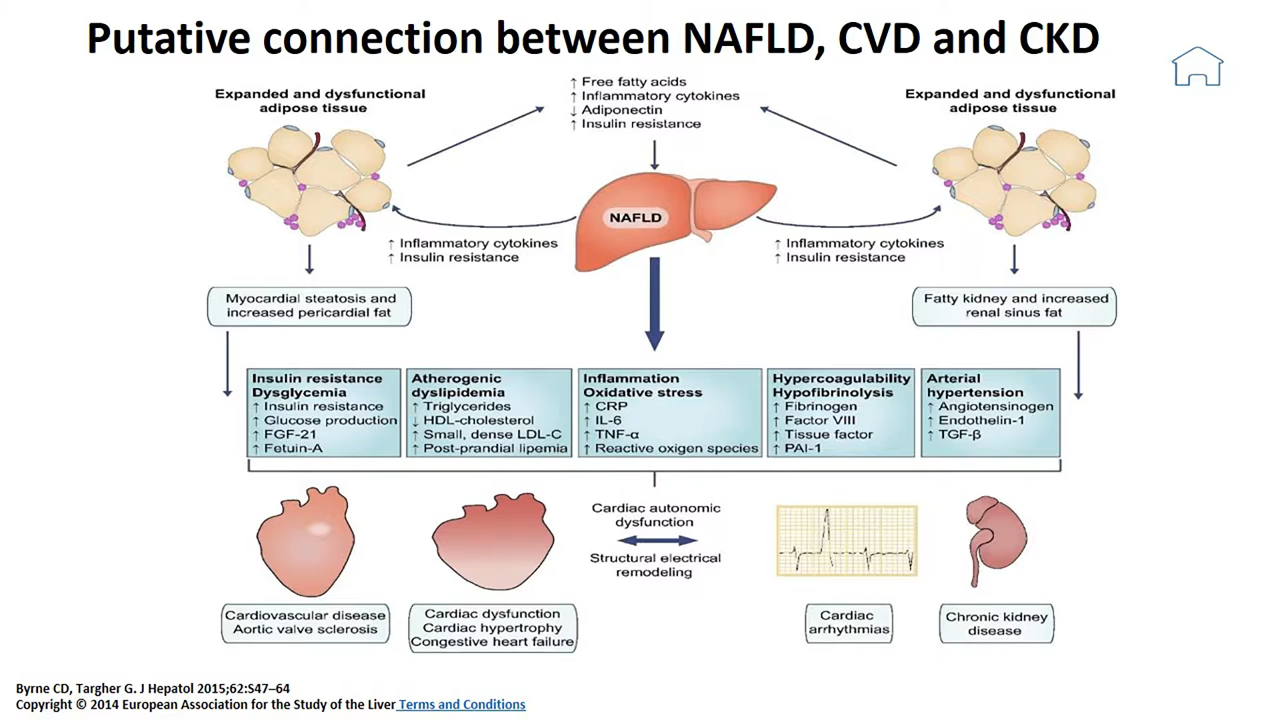 Putative connection between NAFLD, CVD and CKD
Expanded and dysfunctional
adipose tissue
↑ Free fatty acids
↑ Inflammatory cytokines
↓ Adiponectin
↑ Insulin resistance
Expanded and dysfunctional
adipose tissue
NAFLD
↑ Inflammatory cytokines
↑ Insulin resistance
↑ Inflammatory cytokines
↑ Insulin resistance
Myocardial steatosis and
increased pericardial fat
Fatty kidney and increased
renal sinus fat
Insulin resistance
Dysglycemia
↑ Insulin resistance
↑ Glucose production
↑ FGF-21
↑ Fetuin-A
Atherogenic
dyslipidemia
↑ Triglycerides
↓ HDL-cholesterol
↑ Small, dense LDL-C
↑ Post-prandial lipemia
Inflammation
Oxidative stress
↑ CRP
↑ IL-6
↑ TNF-α
↑ Reactive oxigen species
Hypercoagulability
Hypofibrinolysis
↑ Fibrinogen
↑ Factor VIII
↑ Tissue factor
↑ PAI-1
Arterial
hypertension
↑ Angiotensinogen
↑ Endothelin-1
↑ TGF-β
Cardiac autonomic
dysfunction
Structural electrical
remodeling
Cardiovascular disease
Aortic valve sclerosis
Cardiac dysfunction
Cardiac hypertrophy
Congestive heart failure
Cardiac
arrhythmias
Chronic kidney
disease
Byrne CD, Targher G. J Hepatol 2015;62:S47–64
Copyright © 2014 European Association for the Study of the Liver Terms and Conditions